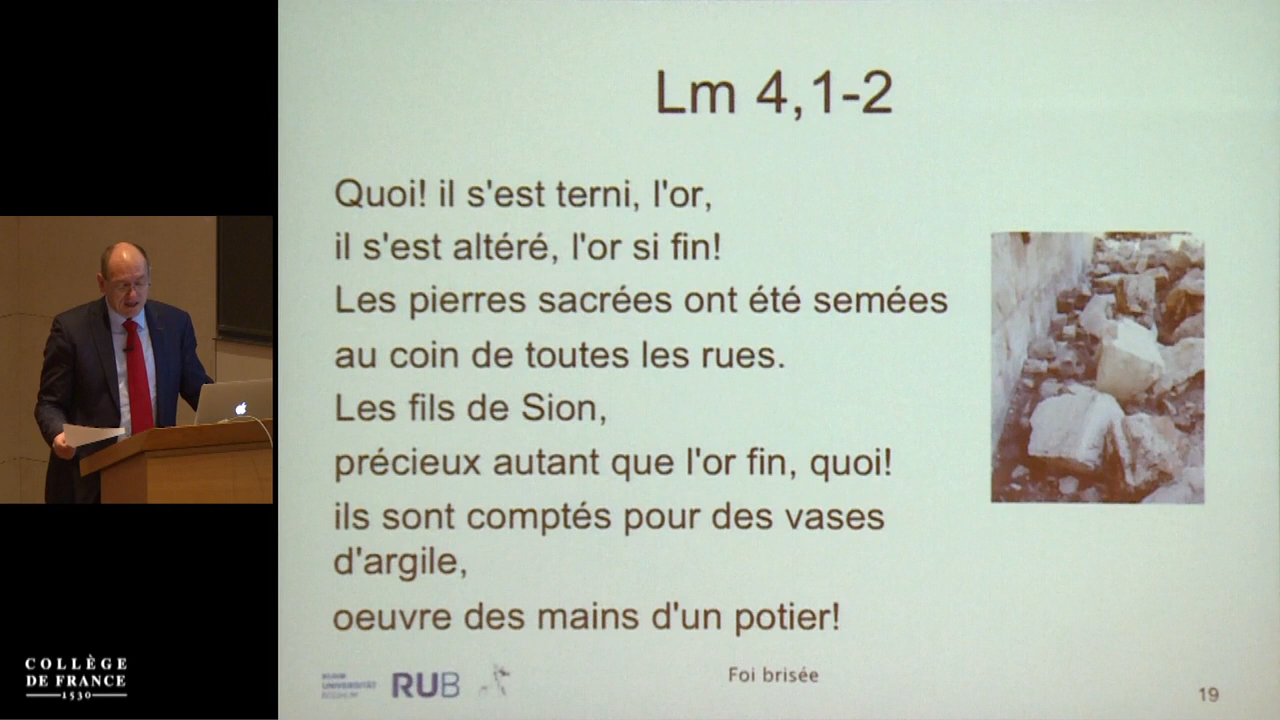 Lm 4,1-2
Quoi! il s'est terni, l'or,
il s'est altéré, l'or si fin!
Les pierres sacrées ont été semées
au coin de toutes les rues.
Les fils de Sion,
précieux autant que l'or fin, quoi!
ils sont comptés pour des vases
d'argile,
oeuvre des mains d'un potier!
RUHR
UNIVERSITÄT
BOCHUM
RUB
Foi brisée
19
COLLÈGE
DE FRANCE
1530